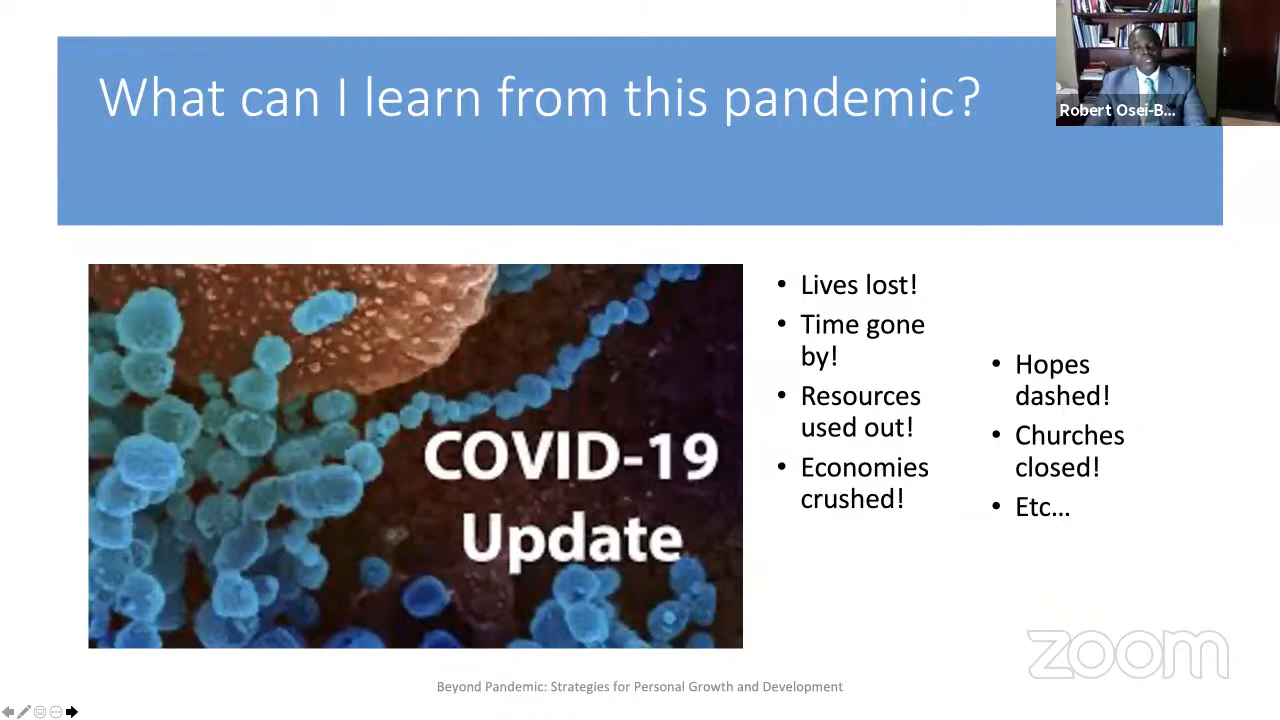 What can I learn from this pandemic?
Robert Osei-B...
COVID-19
Update
• Lives lost!
• Time gone
by!
• Resources
used out!
• Economies
crushed!
• Hopes
dashed!
• Churches
closed!
• Etc...
zoom
Beyond Pandemic: Strategies for Personal Growth and Development